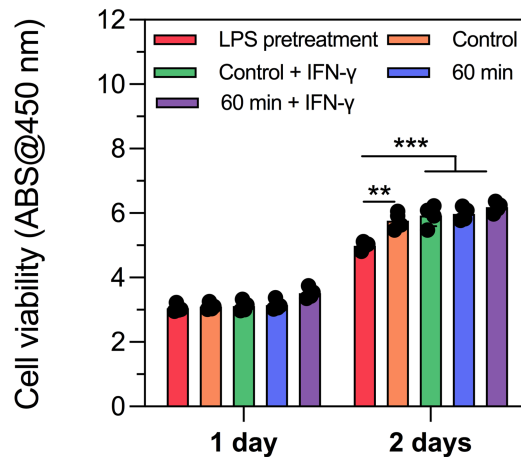 Cell viability (ABS@450 nm)
12
10
8
6
4
2
0
LPS pretreatment
Control
Control + IFN-γ
60 min
60 min + IFN-γ
***
**
1 day
2 days